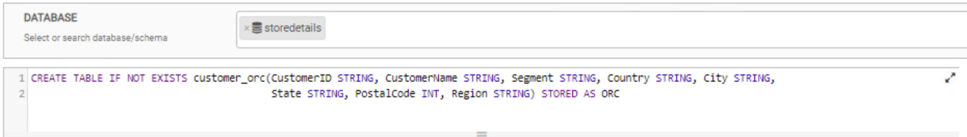 DATABASE
Select or search database/schema
× storedetails
1 CREATE TABLE IF NOT EXISTS customer_orc(CustomerID STRING, CustomerName STRING, Segment STRING, Country STRING, City STRING,
2 State STRING, PostalCode INT, Region STRING) STORED AS ORC